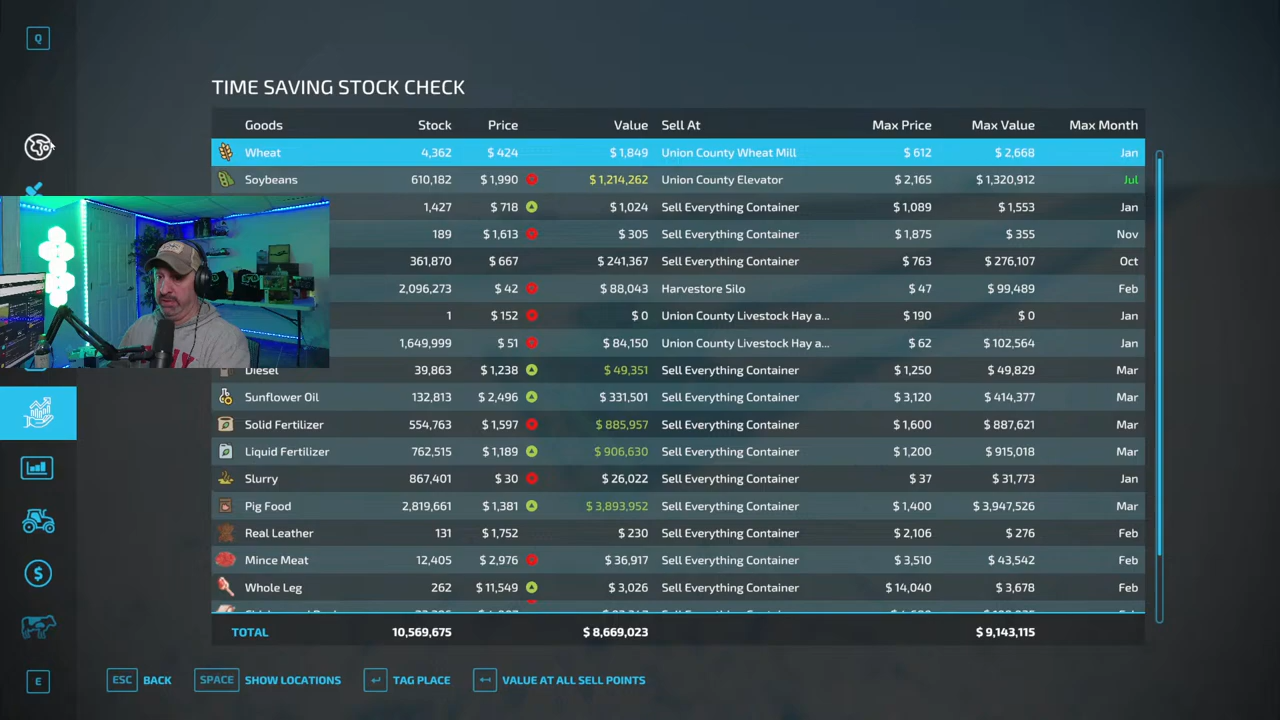 Q
TIME SAVING STOCK CHECK
Goods Stock Price Value Sell At Max Price Max Value Max Month
Wheat 4,362 $ 424 $ 1,849 Union County Wheat Mill $ 612 $ 2,668 Jan
Soybeans 610,182 $ 1,990 $ 1,214,262 Union County Elevator $ 2,165 $ 1,320,912 Jul
1,427 $ 718 $ 1,024 Sell Everything Container $ 1,089 $ 1,553 Jan
189 $ 1,613 $ 305 Sell Everything Container $ 1,875 $ 355 Nov
361,870 $ 667 $ 241,367 Sell Everything Container $ 763 $ 276,107 Oct
2,096,273 $ 42 $ 88,043 Harvestore Silo $ 47 $ 99,489 Feb
1 $ 152 $ 0 Union County Livestock Hay a... $ 190 $ 0 Jan
1,649,999 $ 51 $ 84,150 Union County Livestock Hay a... $ 62 $ 102,564 Jan
Diesel 39,863 $ 1,238 $ 49,351 Sell Everything Container $ 1,250 $ 49,829 Mar
Sunflower Oil 132,813 $ 2,496 $ 331,501 Sell Everything Container $ 3,120 $ 414,377 Mar
Solid Fertilizer 554,763 $ 1,597 $ 885,957 Sell Everything Container $ 1,600 $ 887,621 Mar
Liquid Fertilizer 762,515 $ 1,189 $ 906,630 Sell Everything Container $ 1,200 $ 915,018 Mar
Slurry 867,401 $ 30 $ 26,022 Sell Everything Container $ 37 $ 31,773 Jan
Pig Food 2,819,661 $ 1,381 $ 3,893,952 Sell Everything Container $ 1,400 $ 3,947,526 Mar
Real Leather 131 $ 1,752 $ 230 Sell Everything Container $ 2,106 $ 276 Feb
Mince Meat 12,405 $ 2,976 $ 36,917 Sell Everything Container $ 3,510 $ 43,542 Feb
Whole Leg 262 $ 11,549 $ 3,026 Sell Everything Container $ 14,040 $ 3,678 Feb
TOTAL 10,569,675 $ 8,669,023 $ 9,143,115
E ESC BACK SPACE SHOW LOCATIONS TAG PLACE VALUE AT ALL SELL POINTS